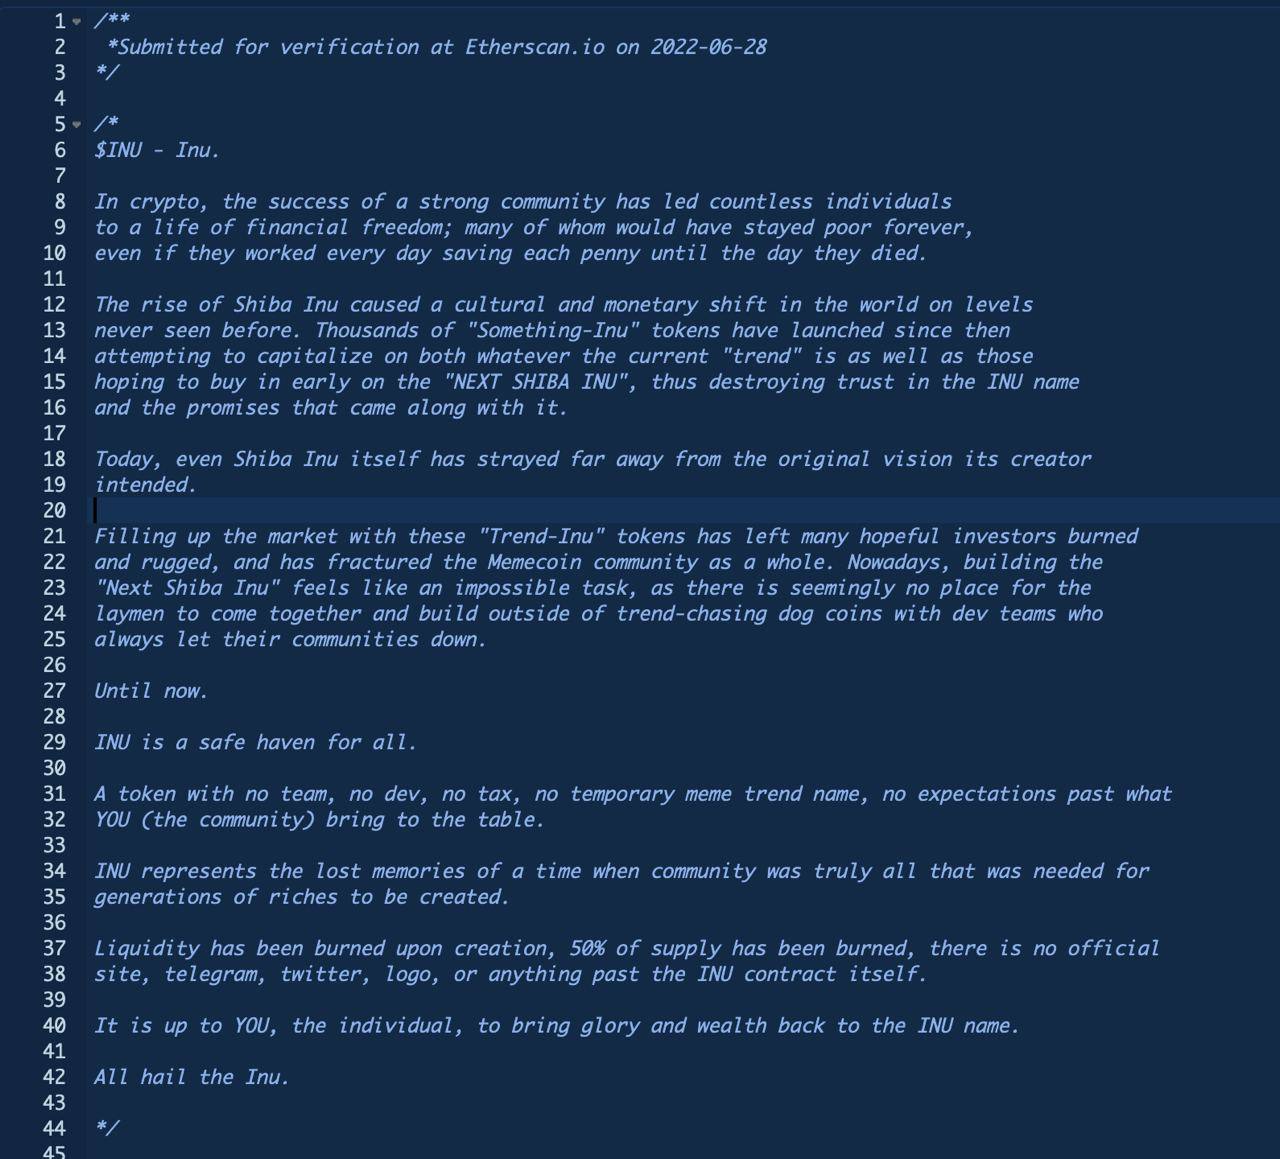 1 /**
2 *Submitted for verification at Etherscan.io on 2022-06-28
3 */
4
5 /*
6 $INU - Inu.
7
8 In crypto, the success of a strong community has led countless individuals
9 to a life of financial freedom; many of whom would have stayed poor forever,
10 even if they worked every day saving each penny until the day they died.
11
12 The rise of Shiba Inu caused a cultural and monetary shift in the world on levels
13 never seen before. Thousands of "Something-Inu" tokens have launched since then
14 attempting to capitalize on both whatever the current "trend" is as well as those
15 hoping to buy in early on the "NEXT SHIBA INU", thus destroying trust in the INU name
16 and the promises that came along with it.
17
18 Today, even Shiba Inu itself has strayed far away from the original vision its creator
19 intended.
20
21 Filling up the market with these "Trend-Inu" tokens has left many hopeful investors burned
22 and rugged, and has fractured the Memecoin community as a whole. Nowadays, building the
23 "Next Shiba Inu" feels like an impossible task, as there is seemingly no place for the
24 laymen to come together and build outside of trend-chasing dog coins with dev teams who
25 always let their communities down.
26
27 Until now.
28
29 INU is a safe haven for all.
30
31 A token with no team, no dev, no tax, no temporary meme trend name, no expectations past what
32 YOU (the community) bring to the table.
33
34 INU represents the lost memories of a time when community was truly all that was needed for
35 generations of riches to be created.
36
37 Liquidity has been burned upon creation, 50% of supply has been burned, there is no official
38 site, telegram, twitter, logo, or anything past the INU contract itself.
39
40 It is up to YOU, the individual, to bring glory and wealth back to the INU name.
41
42 All hail the Inu.
43
44 */
45